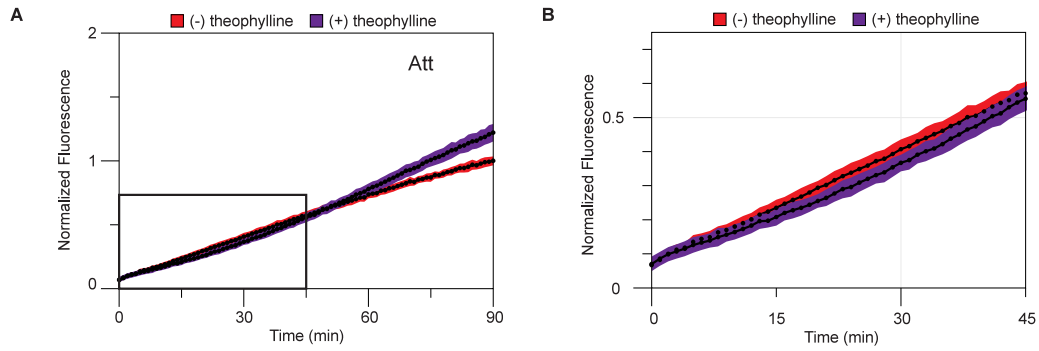 A
(-) theophylline (+) theophylline
2
Att
1
0
Normalized Fluorescence
0 30 60 90
Time (min)
B
(-) theophylline (+) theophylline
0.5
0
Normalized Fluorescence
0 15 30 45
Time (min)